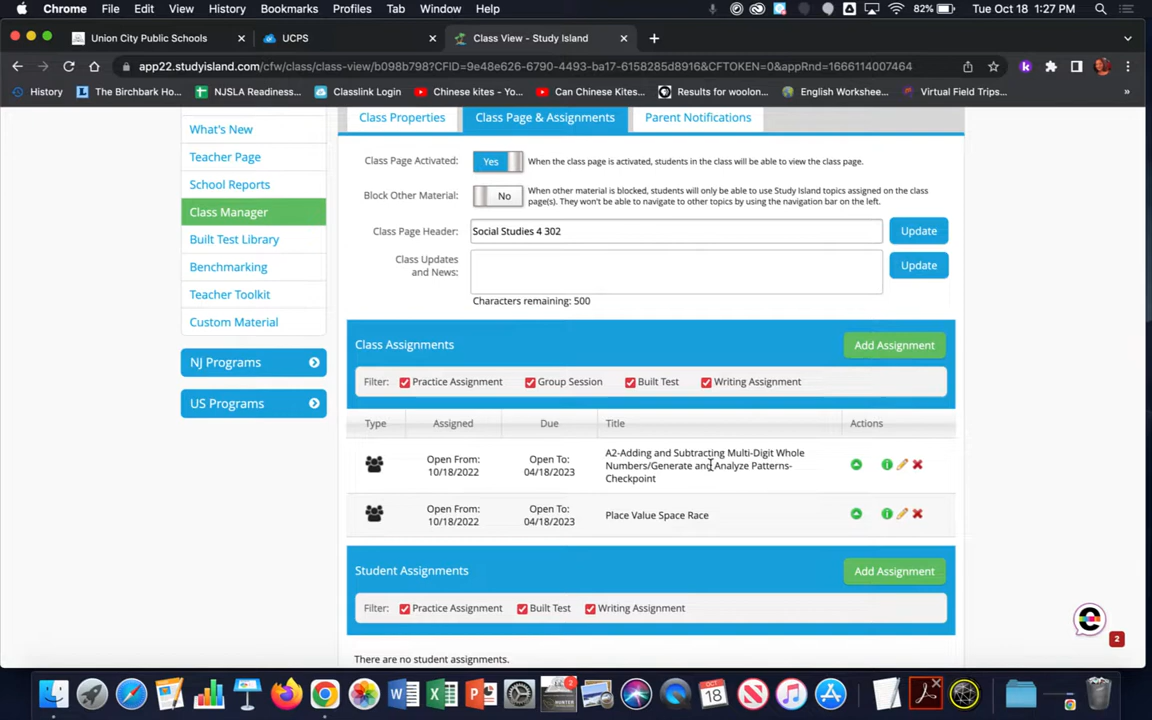 Chrome File Edit View History Bookmarks Profiles Tab Window Help 82% Tue Oct 18 1:27 PM
Union City Public Schools UCPS Class View - Study Island
app22.studyisland.com/cfw/class/class-view/b098b798?CFID=9e48e626-6790-4493-ba17-6158285d8916&CFTOKEN=0&appRnd=1666114007464
History The Birchbark Ho... NJSLA Readiness... Classlink Login Chinese kites - Yo... Can Chinese Kites... Results for woolon... English Workshee... Virtual Field Trips... »
Class Properties Class Page & Assignments Parent Notifications
What's New
Teacher Page
School Reports
Class Manager
Built Test Library
Benchmarking
Teacher Toolkit
Custom Material
NJ Programs
US Programs
Class Page Activated: Yes When the class page is activated, students in the class will be able to view the class page.
Block Other Material: No When other material is blocked, students will only be able to use Study Island topics assigned on the class
page(s). They won't be able to navigate to other topics by using the navigation bar on the left.
Class Page Header: Social Studies 4 302 Update
Class Updates
and News: Update
Characters remaining: 500
Class Assignments Add Assignment
Filter: Practice Assignment Group Session Built Test Writing Assignment
Type Assigned Due Title Actions
Open From:
10/18/2022
Open To:
04/18/2023
A2-Adding and Subtracting Multi-Digit Whole
Numbers/Generate and Analyze Patterns-
Checkpoint
Open From:
10/18/2022
Open To:
04/18/2023
Place Value Space Race
Student Assignments Add Assignment
Filter: Practice Assignment Built Test Writing Assignment
There are no student assignments.
2
OCT
18